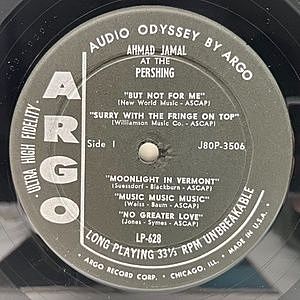 AUDIO ODYSSEY BY ARGO
ULTRA HIGH FIDELITY
ARGO
AHMAD JAMAL
AT THE
PERSHING
"BUT NOT FOR ME"
(New World Music - ASCAP)
"SURRY WITH THE FRINGE ON TOP"
(Williamson Music Co. - ASCAP)
Side 1 J80P-3506
"MOONLIGHT IN VERMONT"
(Suessdorf - Blackburn - ASCAP)
"MUSIC MUSIC MUSIC"
(Weiss - Baum - ASCAP)
"NO GREATER LOVE"
(Jones - Symes - ASCAP)
LP-628
LONG PLAYING 33⅓ RPM UNBREAKABLE
ARGO RECORD CORP. • CHICAGO, ILL. • MADE IN U.S.A.